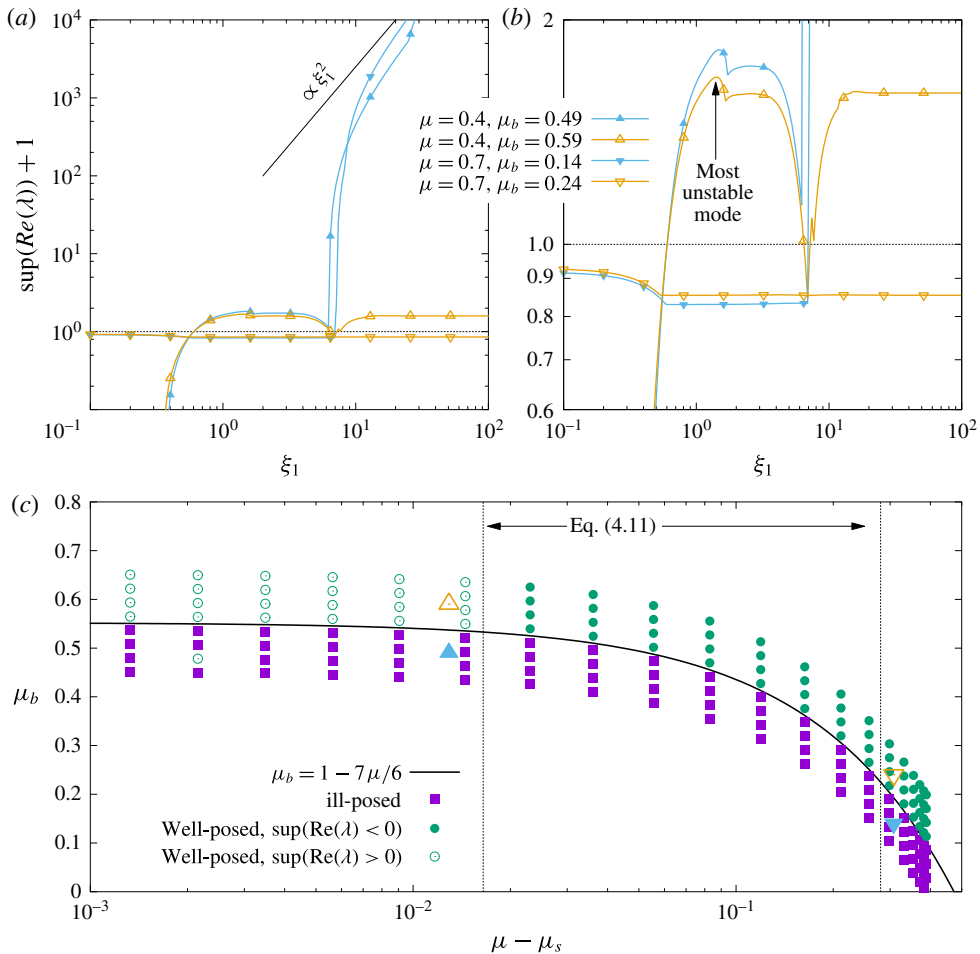 (a)
(b)
10^4
10^3
10^2
10^1
10^0
sup(Re(λ)) + 1
∝ ξ_1^2
10^−1
10^0
10^1
10^2
ξ_1
μ = 0.4, μ_b = 0.49
μ = 0.4, μ_b = 0.59
μ = 0.7, μ_b = 0.14
μ = 0.7, μ_b = 0.24
2
1.0
0.9
0.8
0.7
0.6
Most
unstable
mode
10^−1
10^0
10^1
10^2
ξ_1
(c)
0.8
0.7
0.6
0.5
0.4
0.3
0.2
0.1
0
μ_b
Eq. (4.11)
μ_b = 1 − 7μ/6
ill-posed
Well-posed, sup(Re(λ) < 0)
Well-posed, sup(Re(λ) > 0)
10^−3
10^−2
10^−1
μ − μ_s